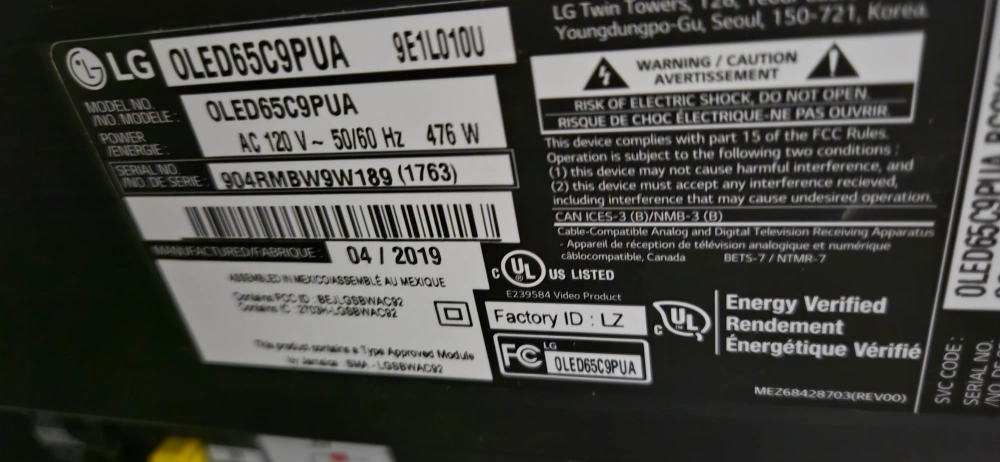 LG OLED65C9PUA 9E1L010U
MODEL NO.
/NO. MODELE :
OLED65C9PUA
POWER
/ENERGIE :
AC 120 V ~ 50/60 Hz 476 W
SERIAL NO.
/NO. DE SERIE :
904RMBW9W189 (1763)
MANUFACTURED/FABRIQUE : 04 / 2019
ASSEMBLED IN MEXICO/ASSEMBLÉ AU MEXIQUE
Contains FCC ID : BEJLGSBWAC92
Contains IC : 2703H-LGSBWAC92
This product contains a Type Approved Module
by Jamaica : SMA - LGSBWAC92
LG Twin Towers, 128,
Youngdungpo-Gu, Seoul, 150-721, Korea
WARNING / CAUTION
AVERTISSEMENT
RISK OF ELECTRIC SHOCK, DO NOT OPEN.
RISQUE DE CHOC ÉLECTRIQUE-NE PAS OUVRIR.
This device complies with part 15 of the FCC Rules.
Operation is subject to the following two conditions :
(1) this device may not cause harmful interference, and
(2) this device must accept any interference recieved,
including interference that may cause undesired operation.
CAN ICES-3 (B)/NMB-3 (B)
Cable-Compatible Analog and Digital Television Receiving Apparatus
- Appareil de réception de télévision analogique et numérique
câblocompatible, Canada BETS-7 / NTMR-7
C UL US LISTED
E239584 Video Product
Factory ID : LZ
FC LG
OLED65C9PUA
C UL
Energy Verified
Rendement
Énergétique Vérifié
MEZ68428703(REV00)
OLED65C9PUA
SVC CODE :
SERIAL NO.